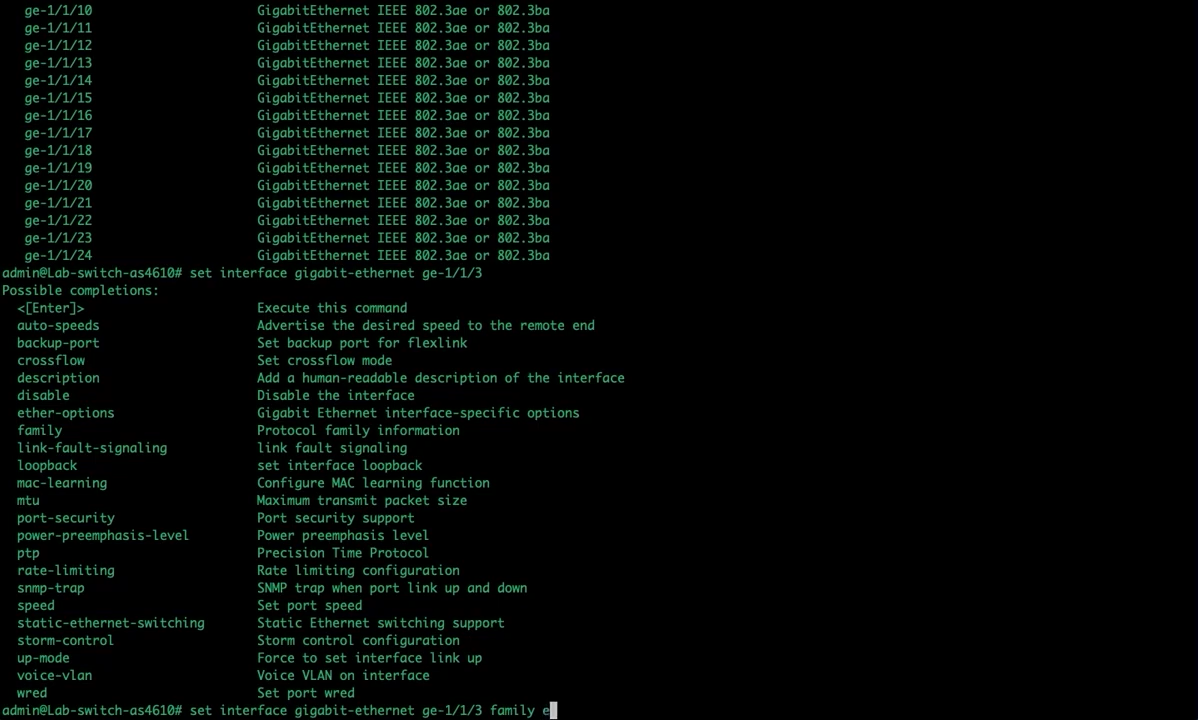 ge-1/1/10 GigabitEthernet IEEE 802.3ae or 802.3ba
ge-1/1/11 GigabitEthernet IEEE 802.3ae or 802.3ba
ge-1/1/12 GigabitEthernet IEEE 802.3ae or 802.3ba
ge-1/1/13 GigabitEthernet IEEE 802.3ae or 802.3ba
ge-1/1/14 GigabitEthernet IEEE 802.3ae or 802.3ba
ge-1/1/15 GigabitEthernet IEEE 802.3ae or 802.3ba
ge-1/1/16 GigabitEthernet IEEE 802.3ae or 802.3ba
ge-1/1/17 GigabitEthernet IEEE 802.3ae or 802.3ba
ge-1/1/18 GigabitEthernet IEEE 802.3ae or 802.3ba
ge-1/1/19 GigabitEthernet IEEE 802.3ae or 802.3ba
ge-1/1/20 GigabitEthernet IEEE 802.3ae or 802.3ba
ge-1/1/21 GigabitEthernet IEEE 802.3ae or 802.3ba
ge-1/1/22 GigabitEthernet IEEE 802.3ae or 802.3ba
ge-1/1/23 GigabitEthernet IEEE 802.3ae or 802.3ba
ge-1/1/24 GigabitEthernet IEEE 802.3ae or 802.3ba
admin@Lab-switch-as4610# set interface gigabit-ethernet ge-1/1/3
Possible completions:
<[Enter]> Execute this command
auto-speeds Advertise the desired speed to the remote end
backup-port Set backup port for flexlink
crossflow Set crossflow mode
description Add a human-readable description of the interface
disable Disable the interface
ether-options Gigabit Ethernet interface-specific options
family Protocol family information
link-fault-signaling link fault signaling
loopback set interface loopback
mac-learning Configure MAC learning function
mtu Maximum transmit packet size
port-security Port security support
power-preemphasis-level Power preemphasis level
ptp Precision Time Protocol
rate-limiting Rate limiting configuration
snmp-trap SNMP trap when port link up and down
speed Set port speed
static-ethernet-switching Static Ethernet switching support
storm-control Storm control configuration
up-mode Force to set interface link up
voice-vlan Voice VLAN on interface
wred Set port wred
admin@Lab-switch-as4610# set interface gigabit-ethernet ge-1/1/3 family e